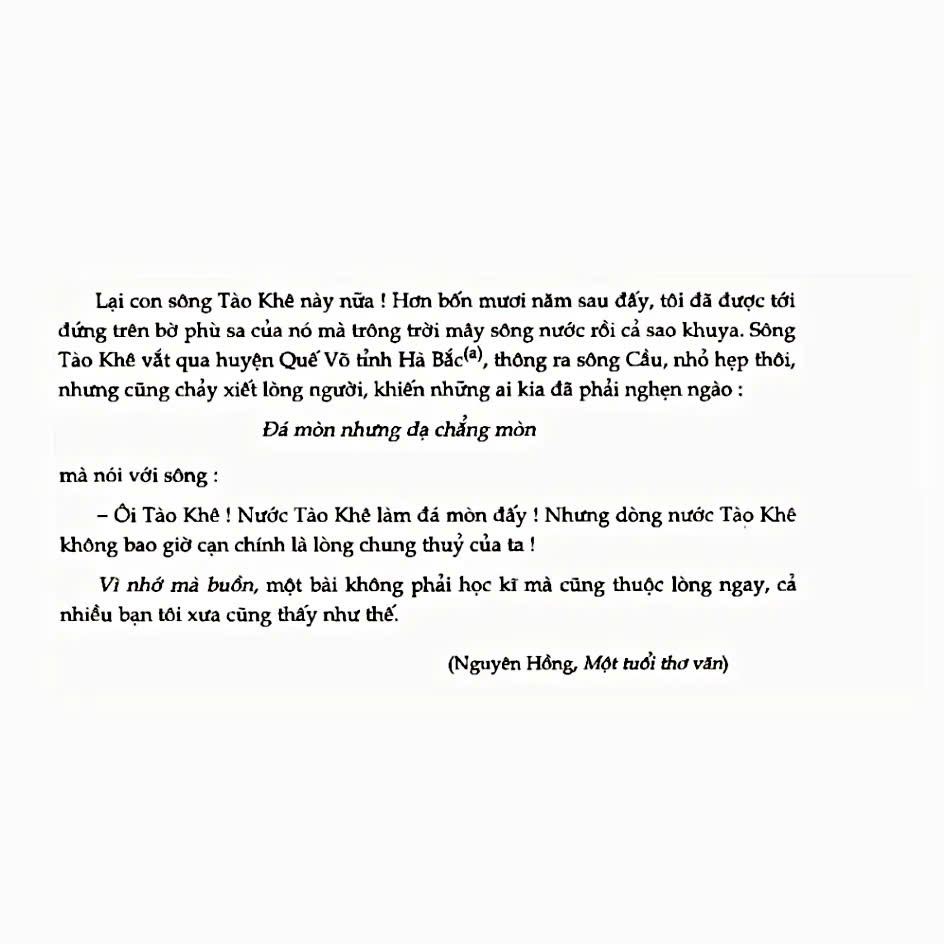 Lại con sông Tào Khê này nữa ! Hơn bốn mươi năm sau đấy, tôi đã được tới
đứng trên bờ phù sa của nó mà trông trời mây sông nước rồi cả sao khuya. Sông
Tào Khê vắt qua huyện Quế Võ tỉnh Hà Bắc(a), thông ra sông Cầu, nhỏ hẹp thôi,
nhưng cũng chảy xiết lòng người, khiến những ai kia đã phải nghẹn ngào :
Đá mòn nhưng dạ chẳng mòn
mà nói với sông :
– Ôi Tào Khê ! Nước Tào Khê làm đá mòn đấy ! Nhưng dòng nước Tào Khê
không bao giờ cạn chính là lòng chung thuỷ của ta !
Vì nhớ mà buồn, một bài không phải học kĩ mà cũng thuộc lòng ngay, cả
nhiều bạn tôi xưa cũng thấy như thế.
(Nguyên Hồng, Một tuổi thơ văn)